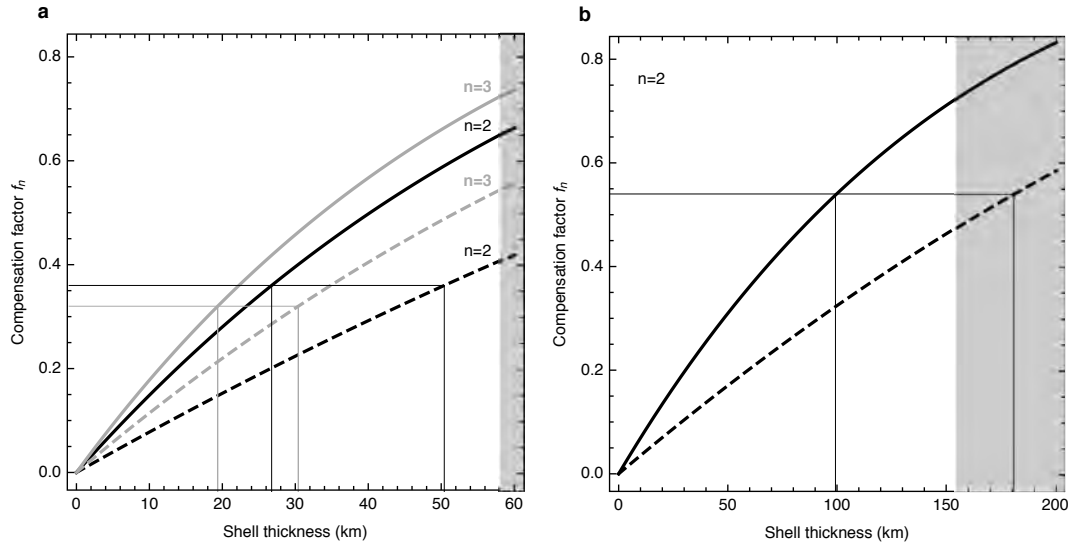 a
Compensation factor fn
0.8
0.6
0.4
0.2
0.0
n=3
n=2
n=3
n=2
0 10 20 30 40 50 60
Shell thickness (km)
b
Compensation factor fn
0.8
0.6
0.4
0.2
0.0
n=2
0 50 100 150 200
Shell thickness (km)